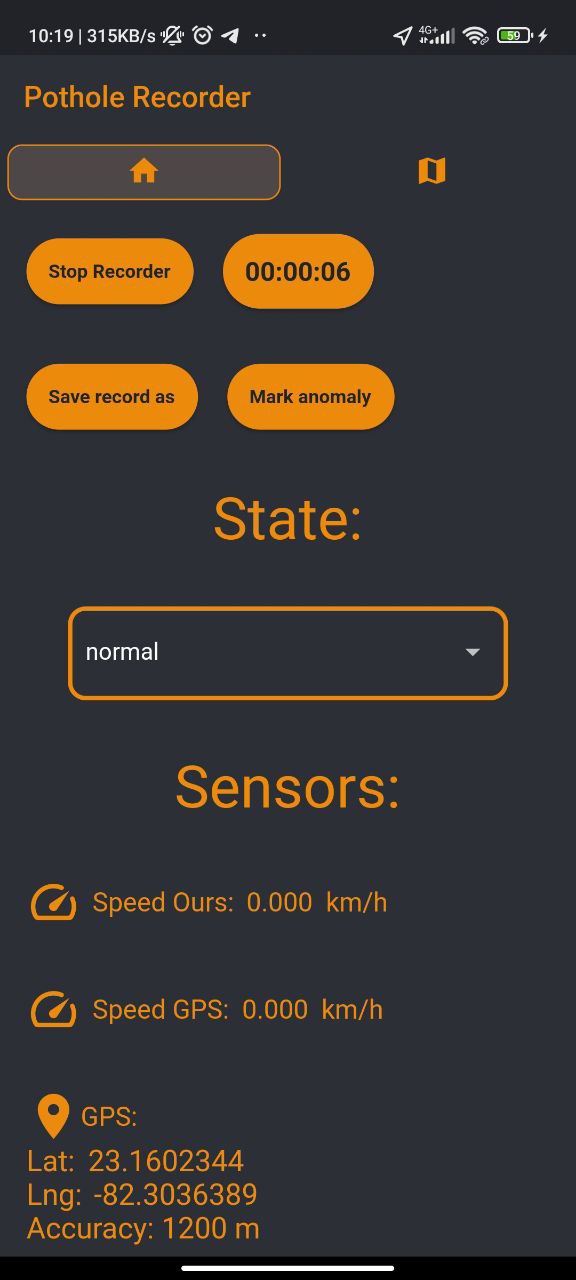 10:19 | 315KB/s 4G+ 59
Pothole Recorder
Stop Recorder 00:00:06
Save record as Mark anomaly
State:
normal
Sensors:
Speed Ours: 0.000 km/h
Speed GPS: 0.000 km/h
GPS:
Lat: 23.1602344
Lng: -82.3036389
Accuracy: 1200 m